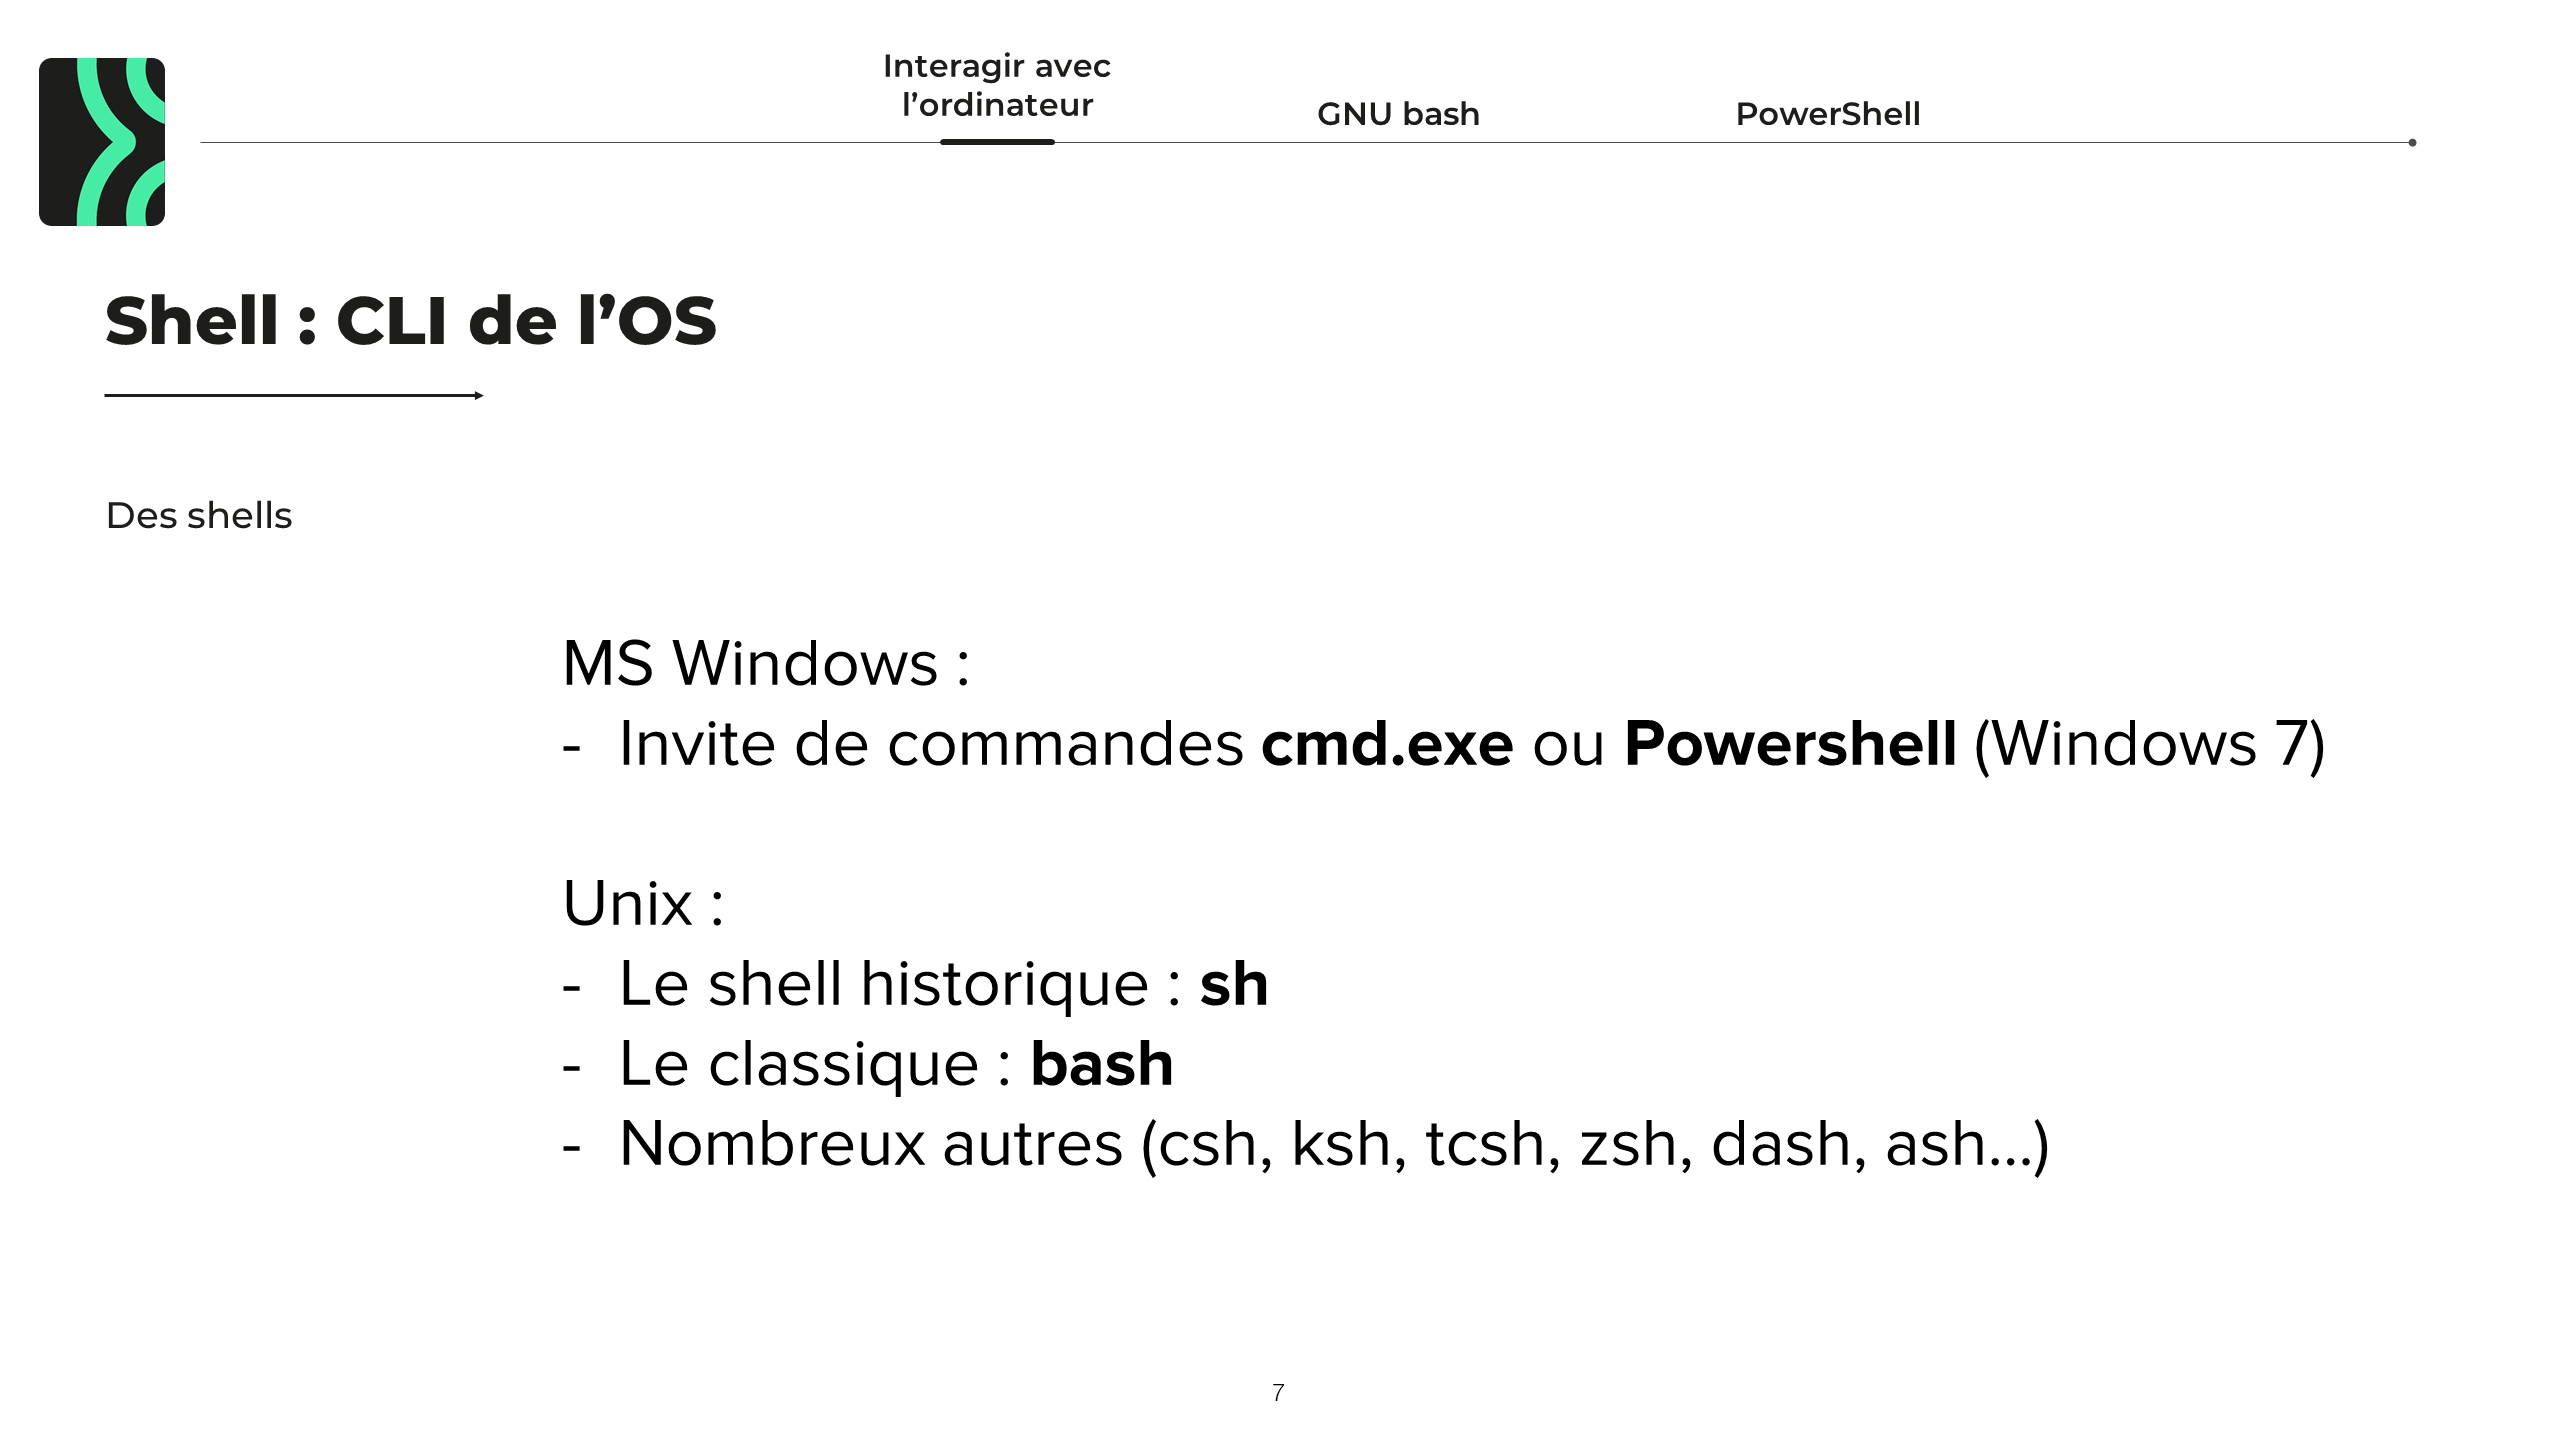 Interagir avec
l’ordinateur
GNU bash
PowerShell
Shell : CLI de l’OS
Des shells
MS Windows :
- Invite de commandes cmd.exe ou Powershell (Windows 7)
Unix :
- Le shell historique : sh
- Le classique : bash
- Nombreux autres (csh, ksh, tcsh, zsh, dash, ash...)
7